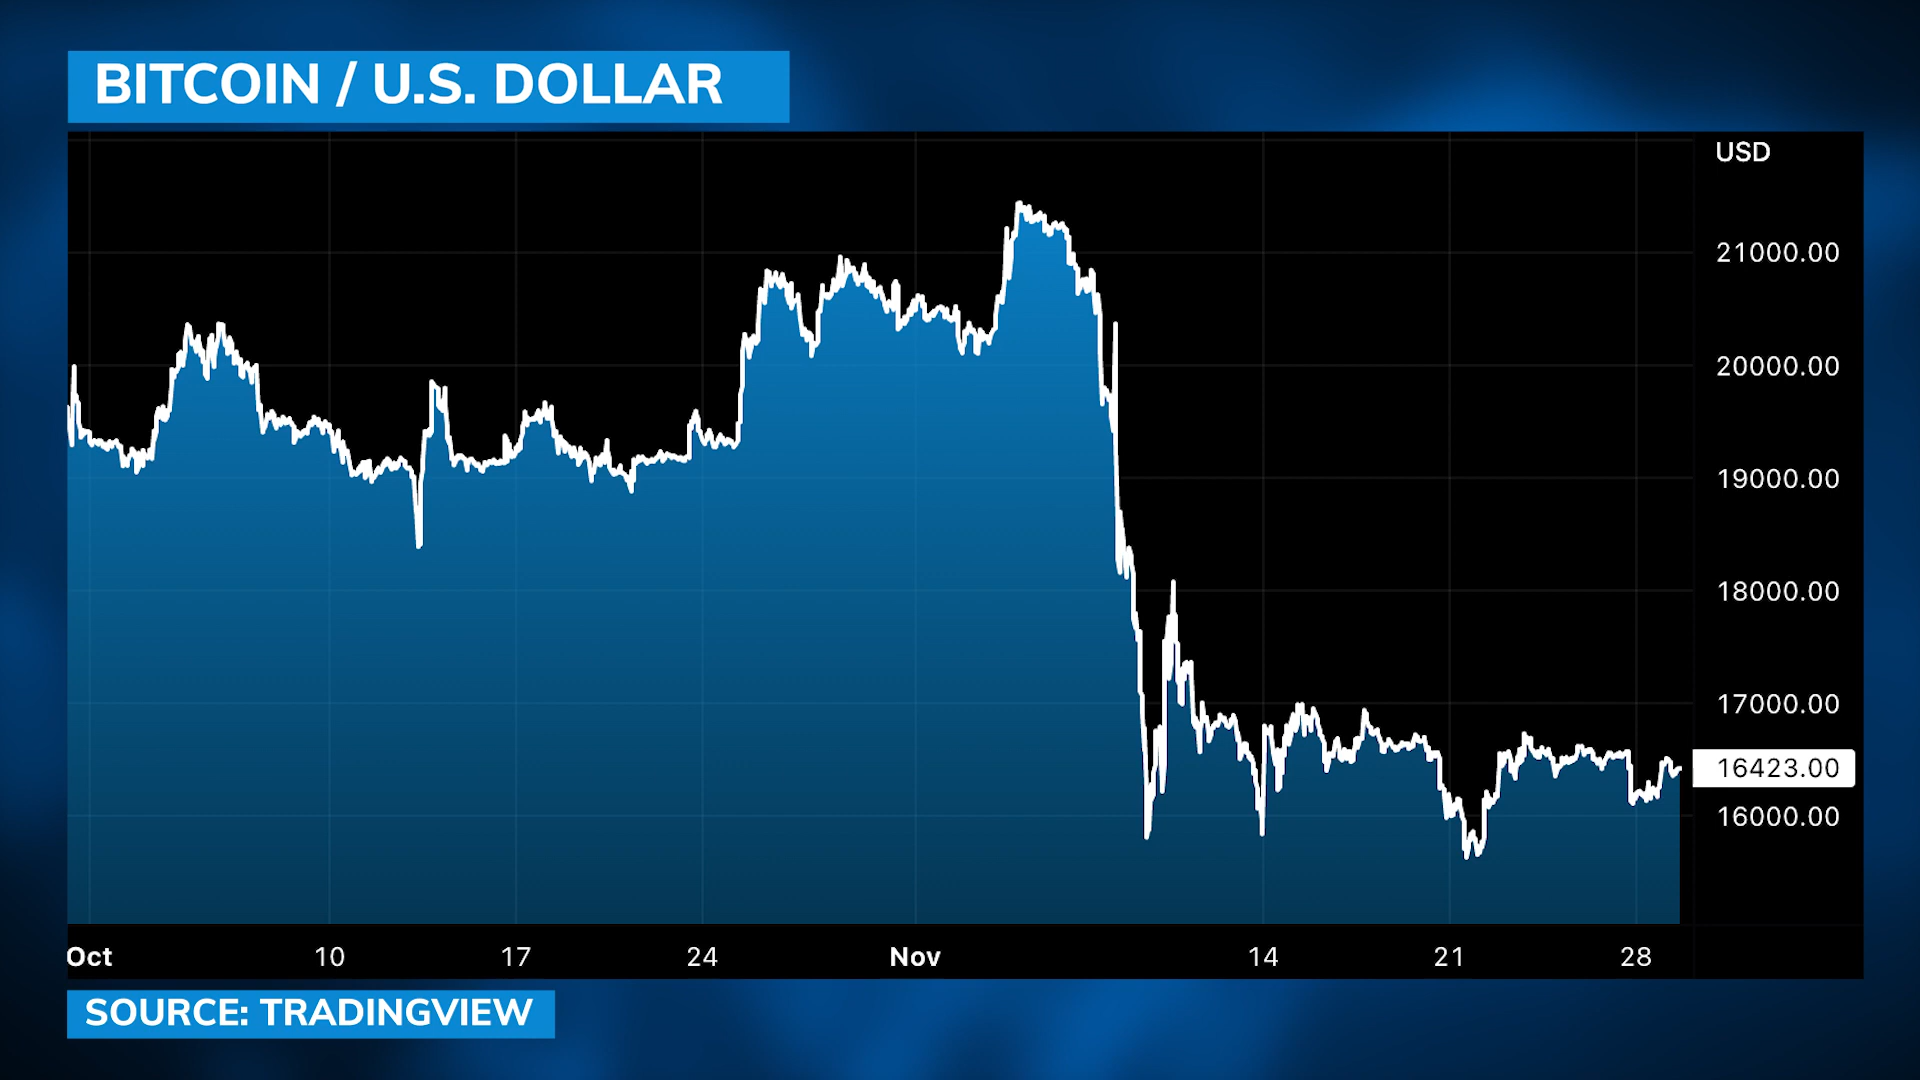 BITCOIN / U.S. DOLLAR
USD
21000.00
20000.00
19000.00
18000.00
17000.00
16423.00
16000.00
Oct 10 17 24 Nov 14 21 28
SOURCE: TRADINGVIEW